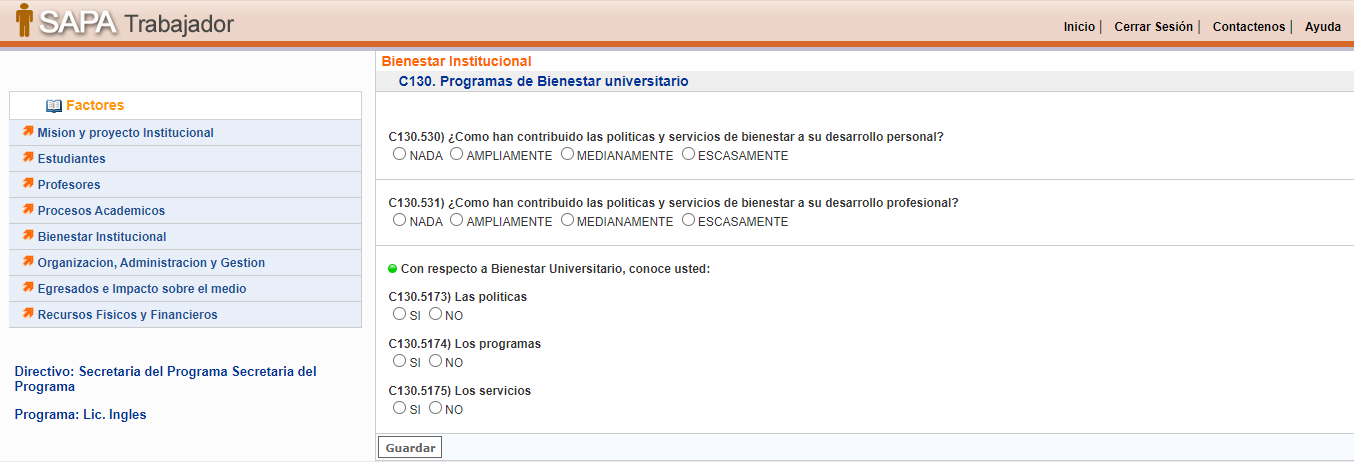 SAPA Trabajador
Inicio | Cerrar Sesión | Contactenos | Ayuda
Factores
Mision y proyecto Institucional
Estudiantes
Profesores
Procesos Academicos
Bienestar Institucional
Organizacion, Administracion y Gestion
Egresados e Impacto sobre el medio
Recursos Fisicos y Financieros
Directivo: Secretaria del Programa Secretaria del
Programa
Programa: Lic. Ingles
Bienestar Institucional
C130. Programas de Bienestar universitario
C130.530) ¿Como han contribuido las politicas y servicios de bienestar a su desarrollo personal?
NADA AMPLIAMENTE MEDIANAMENTE ESCASAMENTE
C130.531) ¿Como han contribuido las politicas y servicios de bienestar a su desarrollo profesional?
NADA AMPLIAMENTE MEDIANAMENTE ESCASAMENTE
Con respecto a Bienestar Universitario, conoce usted:
C130.5173) Las politicas
SI NO
C130.5174) Los programas
SI NO
C130.5175) Los servicios
SI NO
Guardar